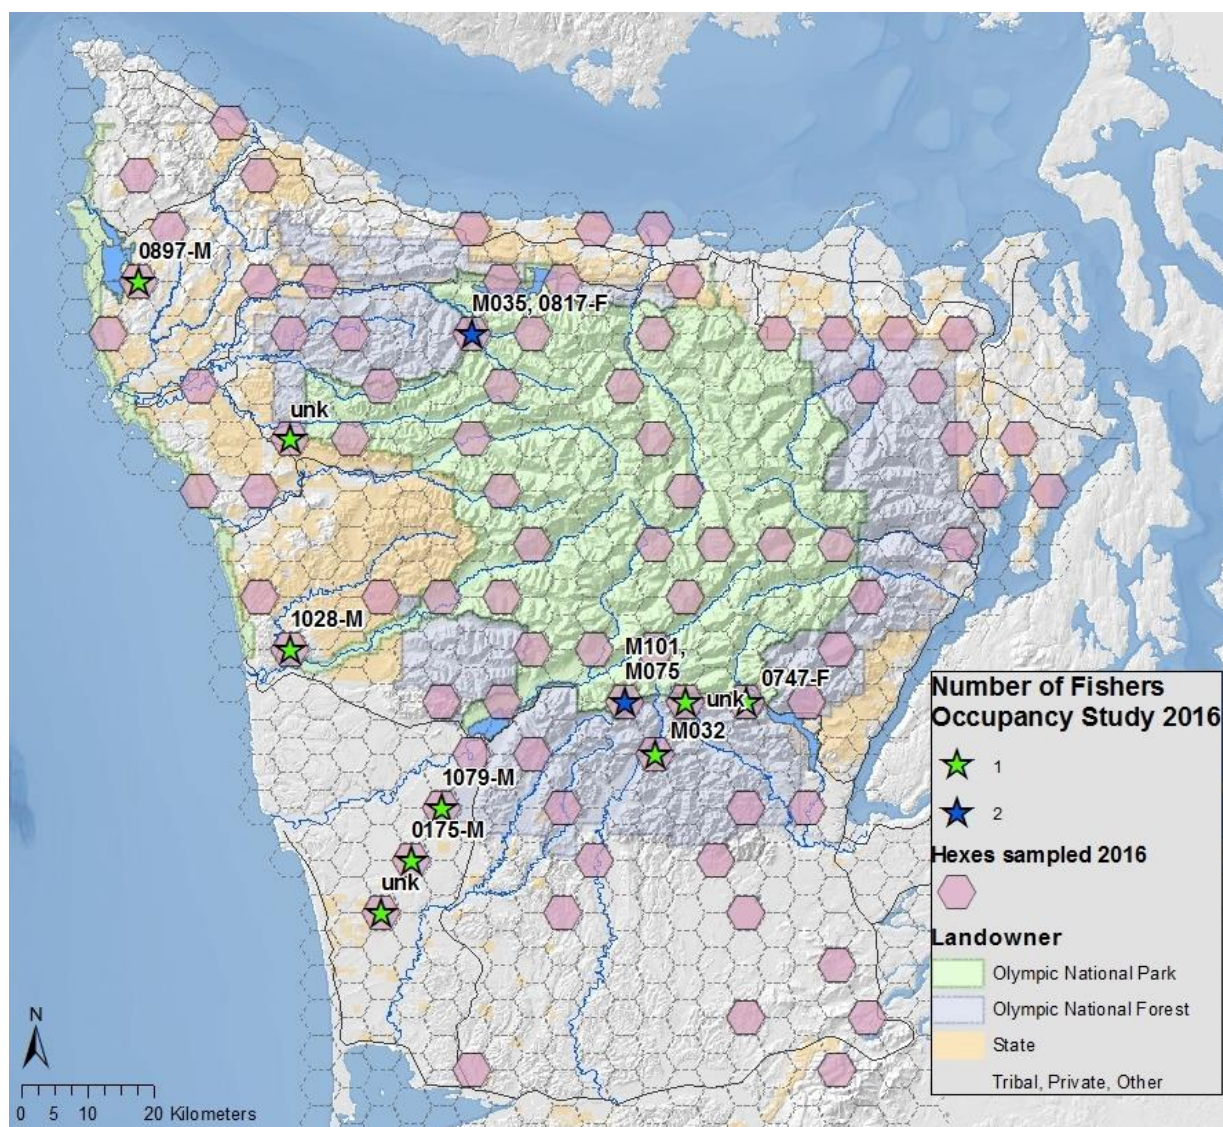 0897-M
M035, 0817-F
unk
1028-M
M101,
M075
0747-F
unk
M032
1079-M
0175-M
unk
Number of Fishers
Occupancy Study 2016
1
2
Hexes sampled 2016
Landowner
Olympic National Park
Olympic National Forest
State
Tribal, Private, Other
N
0 5 10 20 Kilometers